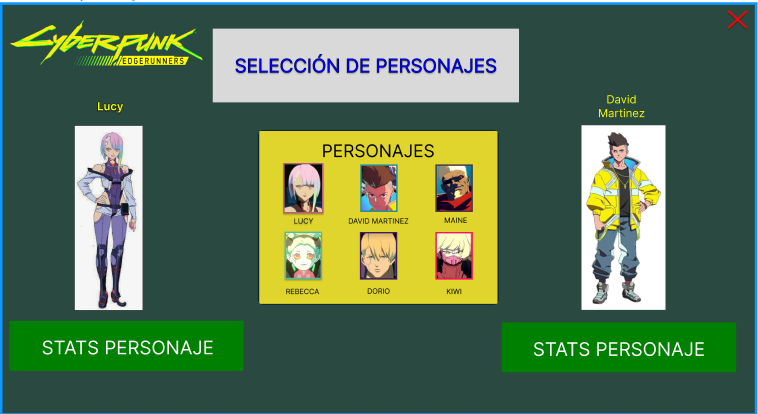 CYBERPUNK
EDGERUNNERS
SELECCIÓN DE PERSONAJES
Lucy
David
Martinez
PERSONAJES
LUCY
DAVID MARTINEZ
MAINE
REBECCA
DORIO
KIWI
STATS PERSONAJE
STATS PERSONAJE